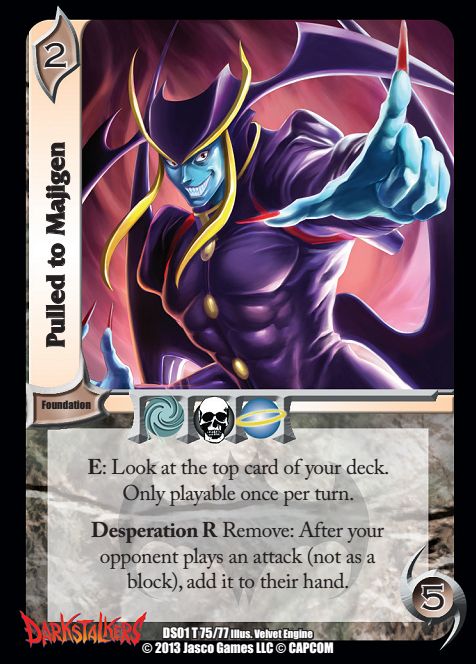 2
Pulled to Majigen
Foundation
E: Look at the top card of your deck.
Only playable once per turn.
Desperation R Remove: After your
opponent plays an attack (not as a
block), add it to their hand.
5
DARKSTALKERS
DS01 T 75/77 Illus. Velvet Engine
© 2013 Jasco Games LLC © CAPCOM